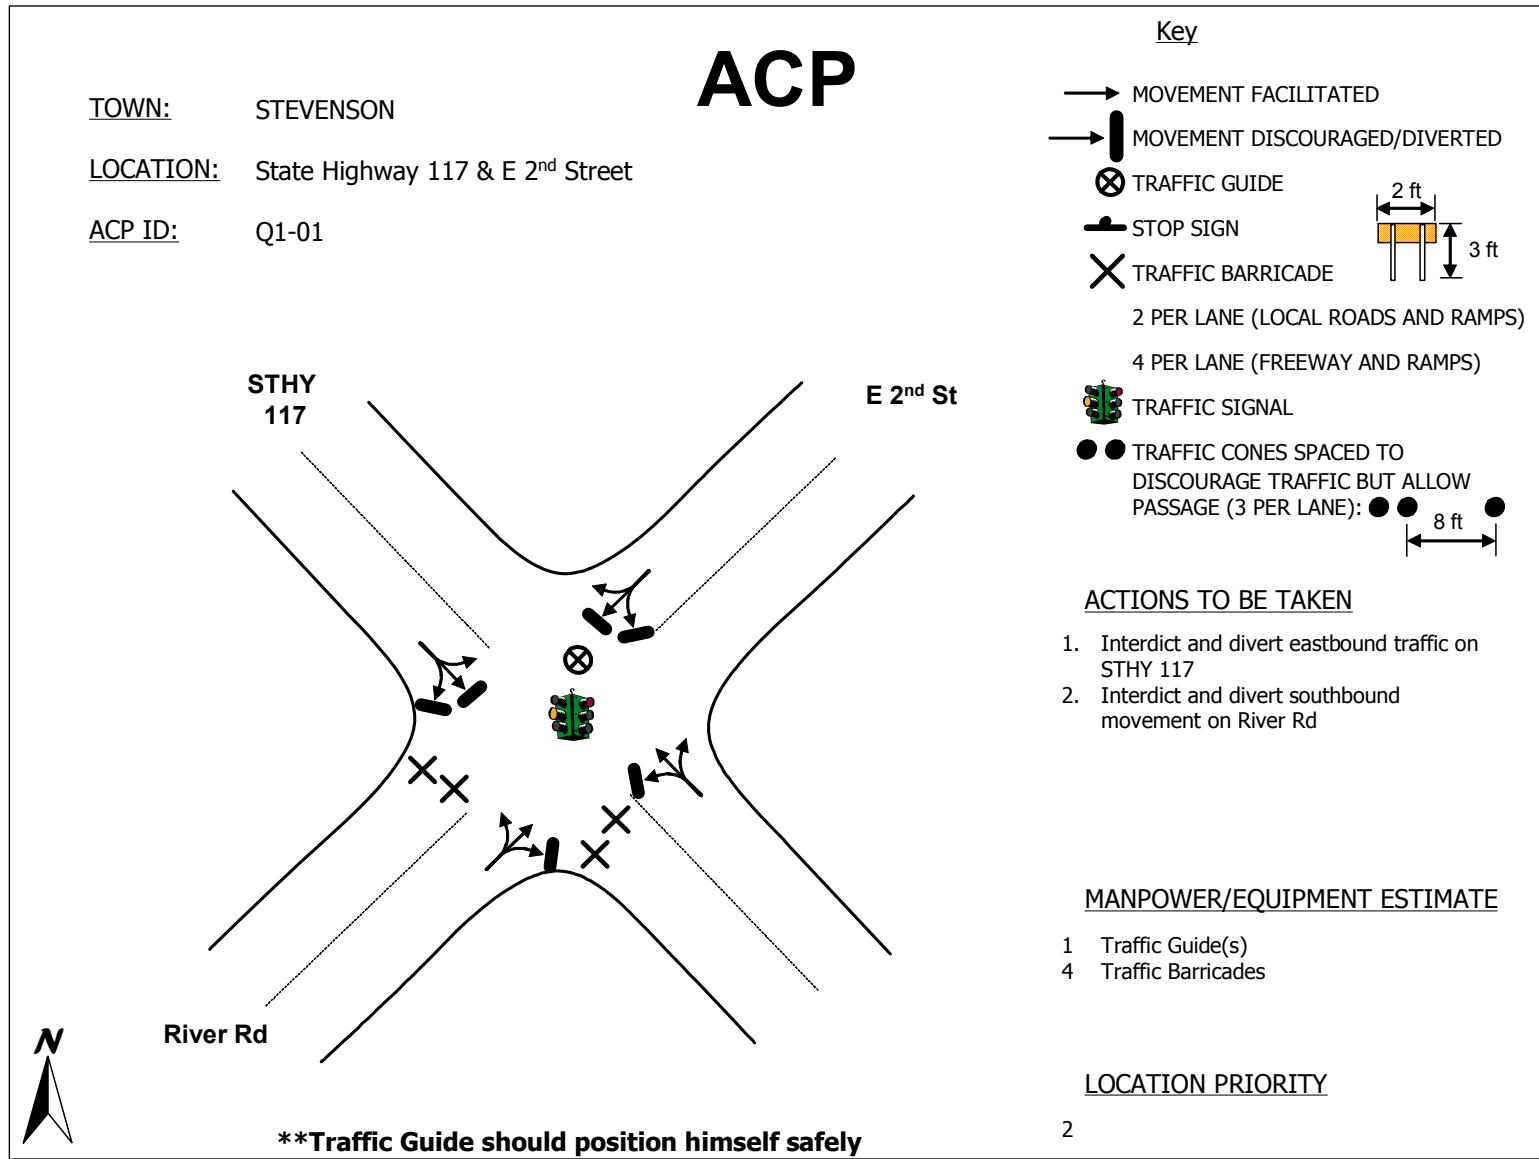 ACP
TOWN: STEVENSON
LOCATION: State Highway 117 & E 2nd Street
ACP ID: Q1-01
Key
MOVEMENT FACILITATED
MOVEMENT DISCOURAGED/DIVERTED
TRAFFIC GUIDE
STOP SIGN
TRAFFIC BARRICADE
2 ft
3 ft
2 PER LANE (LOCAL ROADS AND RAMPS)
4 PER LANE (FREEWAY AND RAMPS)
TRAFFIC SIGNAL
TRAFFIC CONES SPACED TO
DISCOURAGE TRAFFIC BUT ALLOW
PASSAGE (3 PER LANE):
8 ft
STHY
117
E 2nd St
River Rd
N
ACTIONS TO BE TAKEN
1. Interdict and divert eastbound traffic on
STHY 117
2. Interdict and divert southbound
movement on River Rd
MANPOWER/EQUIPMENT ESTIMATE
1 Traffic Guide(s)
4 Traffic Barricades
LOCATION PRIORITY
2
**Traffic Guide should position himself safely